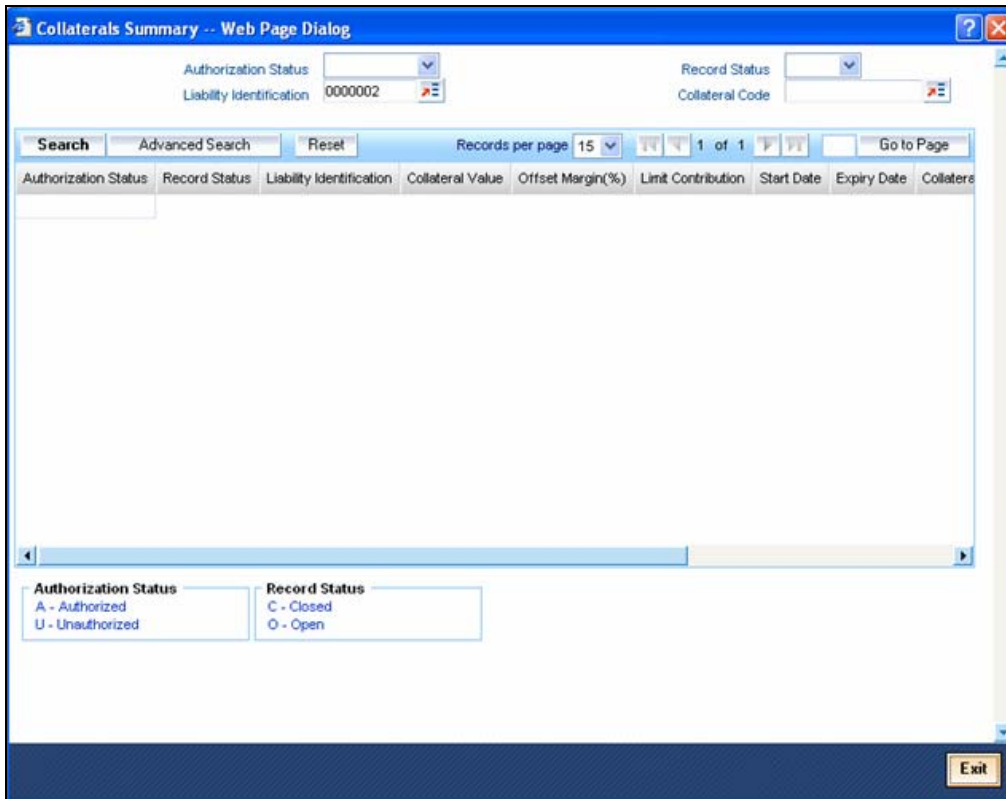 Collaterals Summary -- Web Page Dialog
Authorization Status Record Status
Liability Identification 0000002 Collateral Code
Search Advanced Search Reset Records per page 15 1 of 1 Go to Page
Authorization Status Record Status Liability Identification Collateral Value Offset Margin(%) Limit Contribution Start Date Expiry Date Collatera
Authorization Status Record Status
A - Authorized C - Closed
U - Unauthorized O - Open
Exit